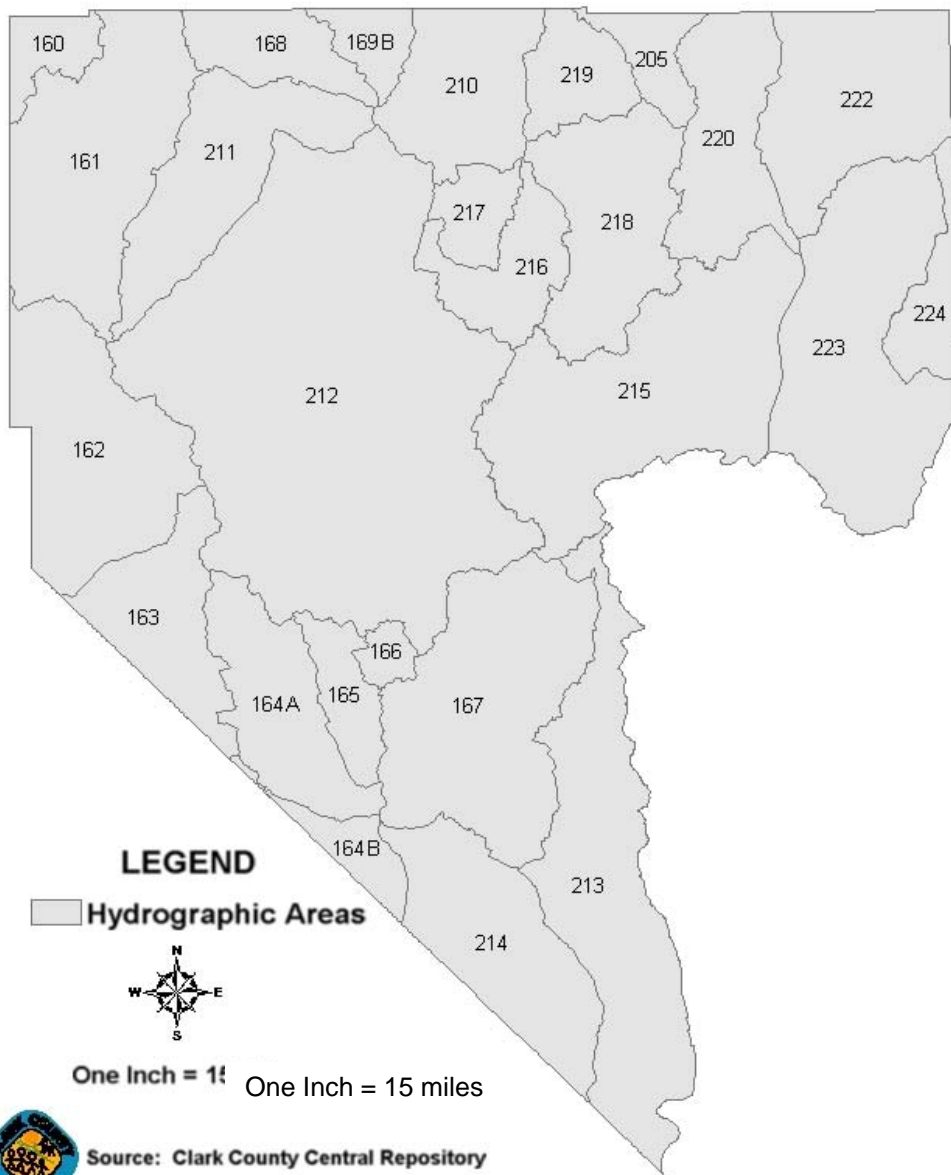 160
168
169B
210
219
205
222
161
211
220
217
218
216
224
223
212
215
162
163
166
164A
165
167
164B
213
214
LEGEND
Hydrographic Areas
N
W E
S
One Inch = 15
One Inch = 15 miles
Source: Clark County Central Repository